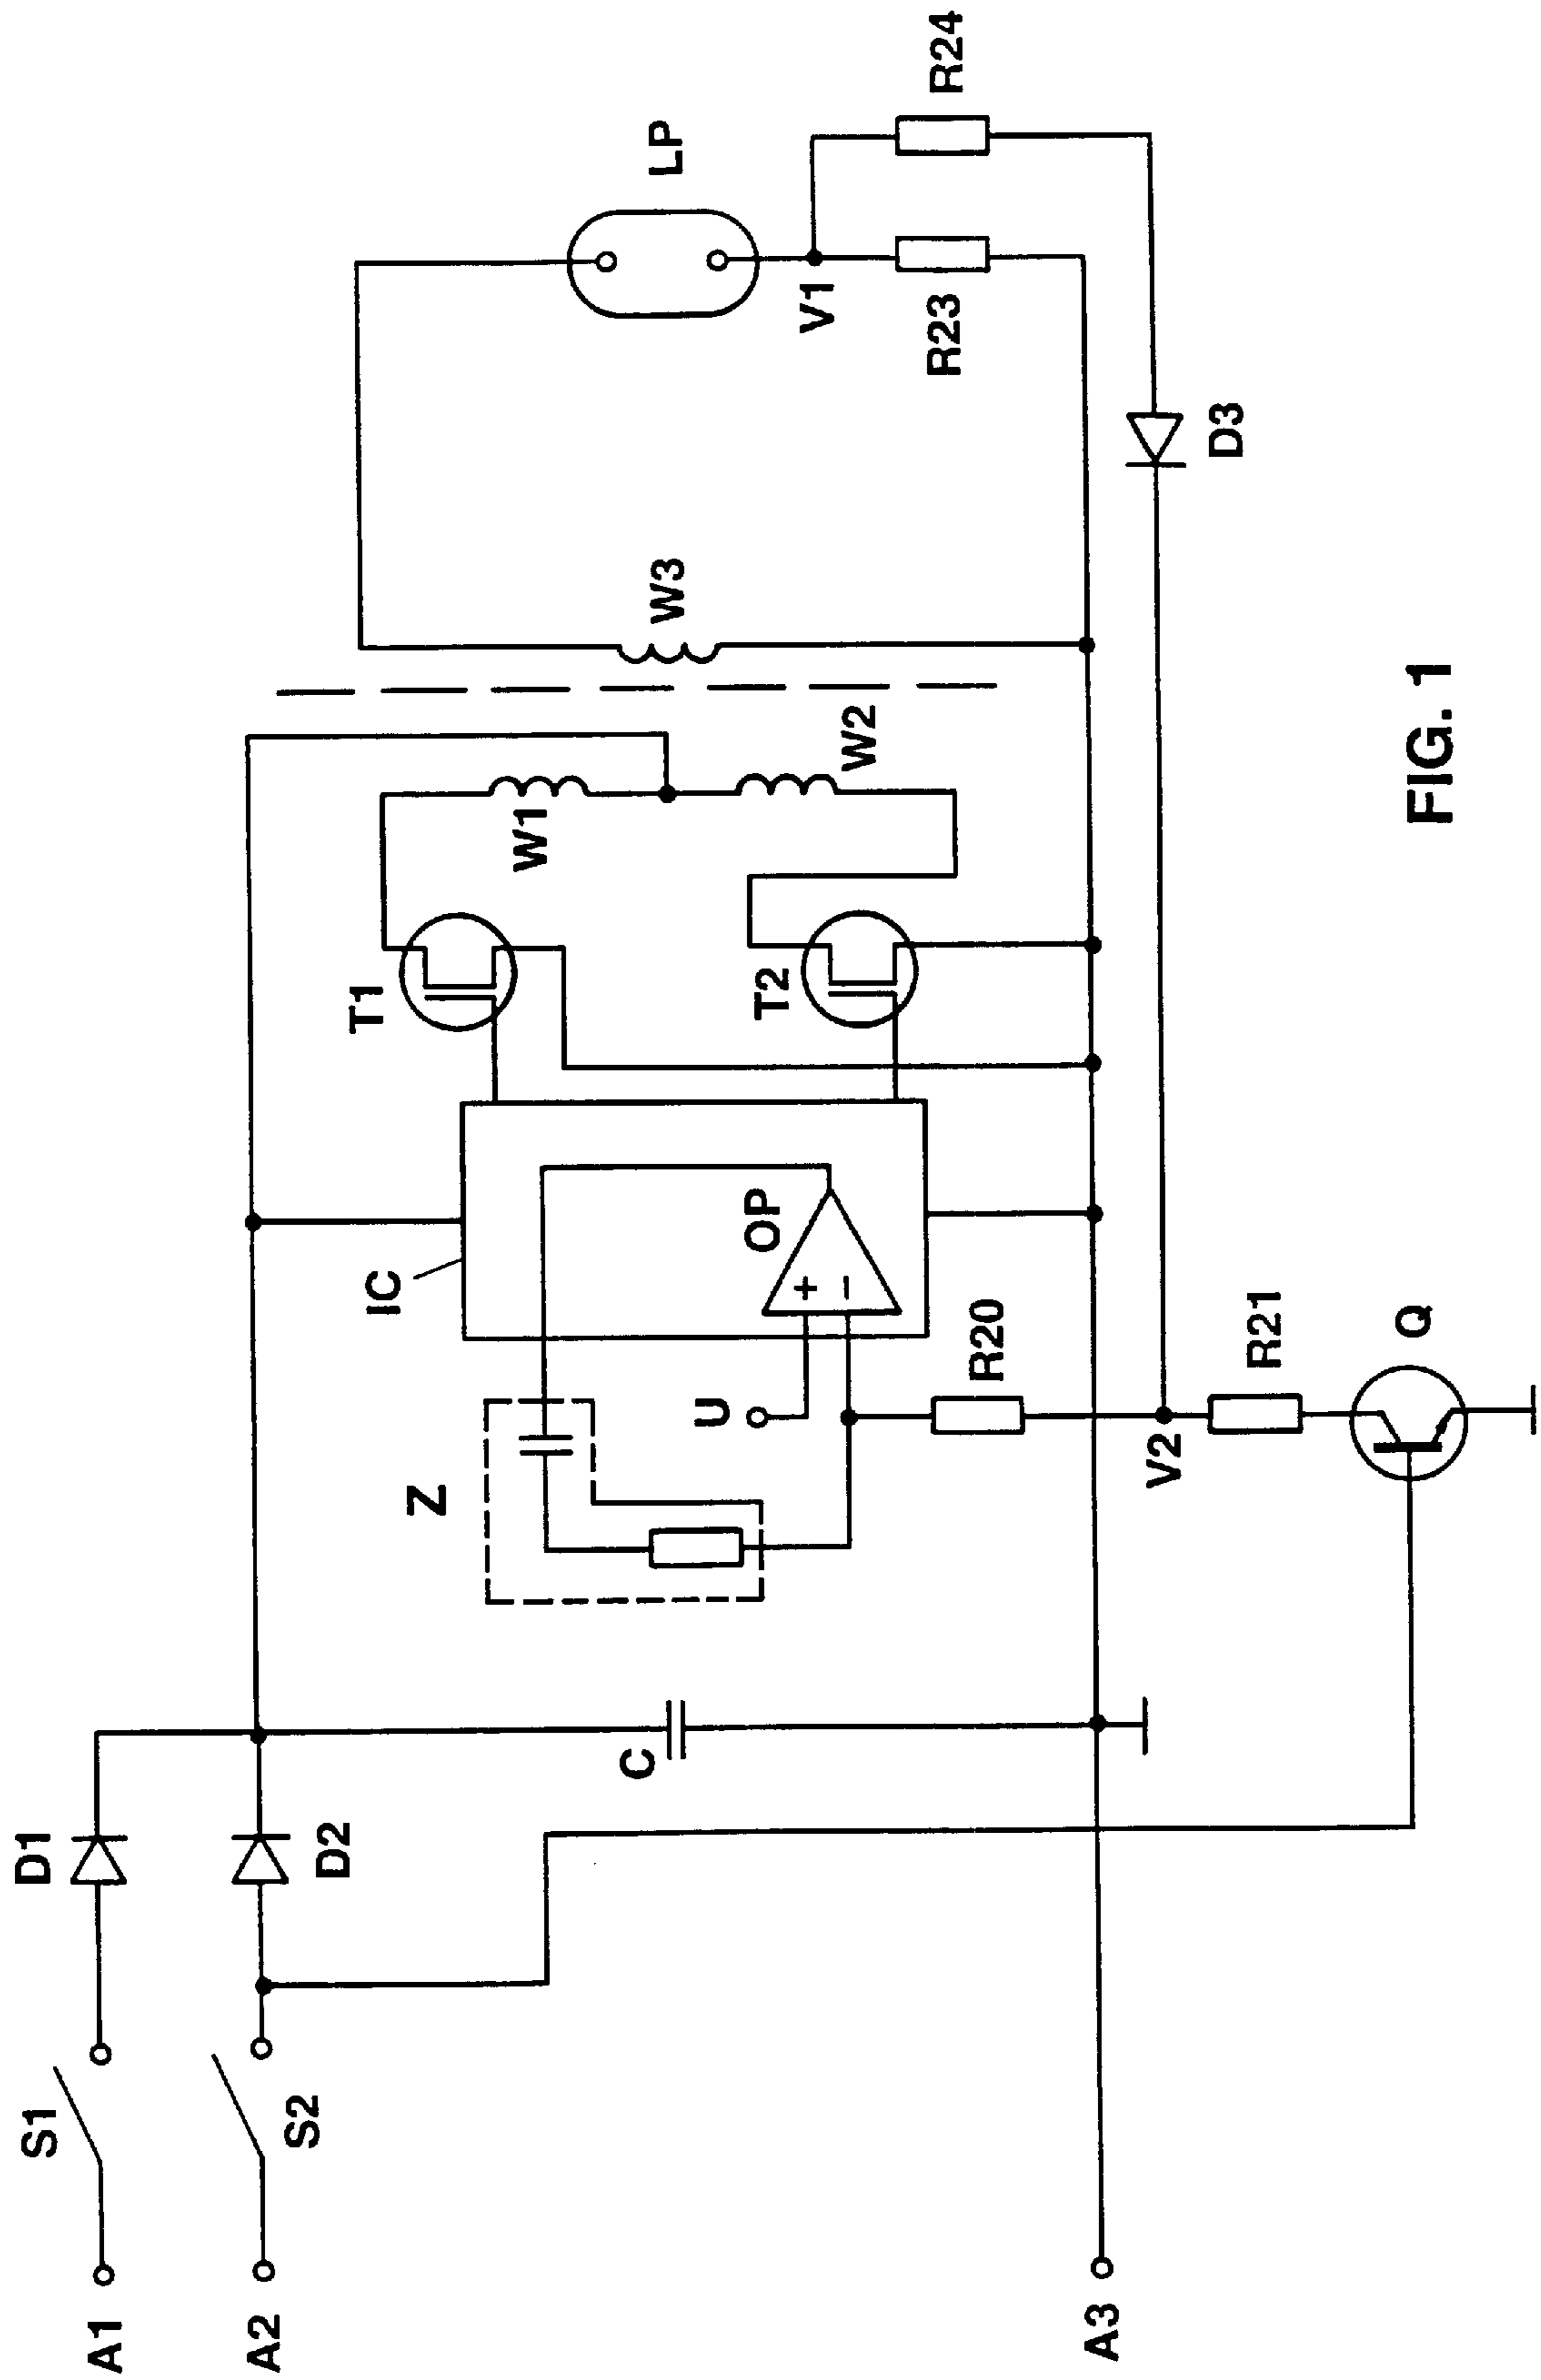 A1
S1
D1
A2
S2
D2
C
Z
IC
T1
W1
W3
LP
U
+
−
OP
T2
W2
V1
R20
R23
R24
A3
V2
R21
D3
Q
FIG. 1